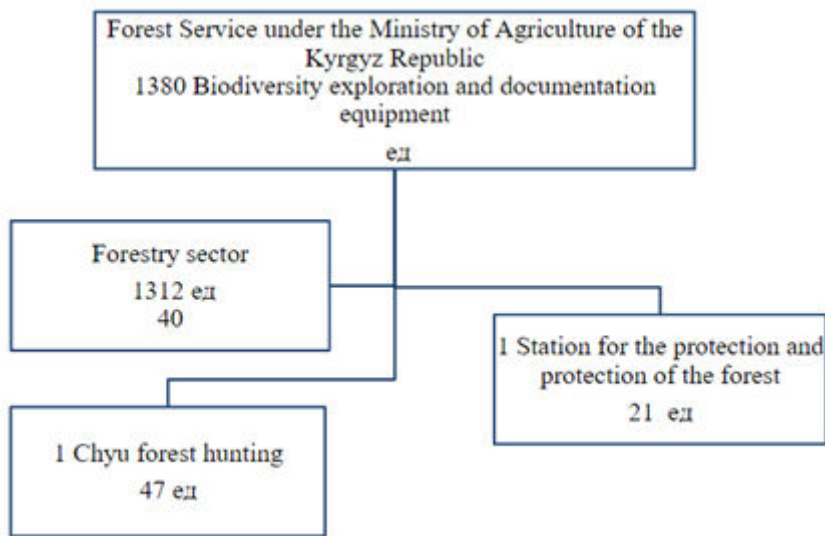 Forest Service under the Ministry of Agriculture of the
Kyrgyz Republic
1380 Biodiversity exploration and documentation
equipment
ед
Forestry sector
1312 ед
40
1 Station for the protection and
protection of the forest
21 ед
1 Chyu forest hunting
47 ед